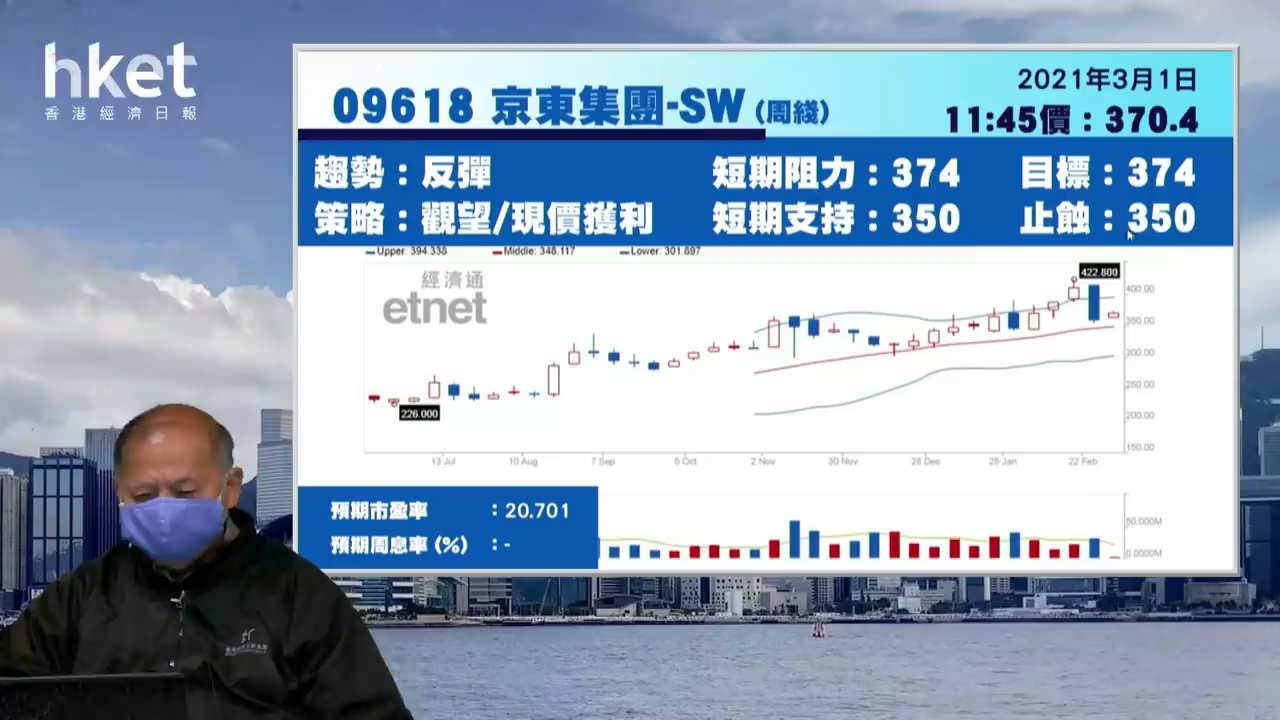 hket
香港經濟日報
09618 京東集團-SW (周綫)
2021年3月1日
11:45價：370.4
趨勢：反彈
短期阻力：374
目標：374
策略：觀望/現價獲利
短期支持：350
止蝕：350
Upper: 394.338
Middle: 348.117
Lower: 301.897
經濟通
etnet
422.800
226.000
400.00
350.00
300.00
250.00
200.00
150.00
13 Jul
10 Aug
7 Sep
5 Oct
2 Nov
30 Nov
28 Dec
25 Jan
22 Feb
50.000M
0.0000M
預期市盈率 ：20.701
預期周息率 (%) ：-